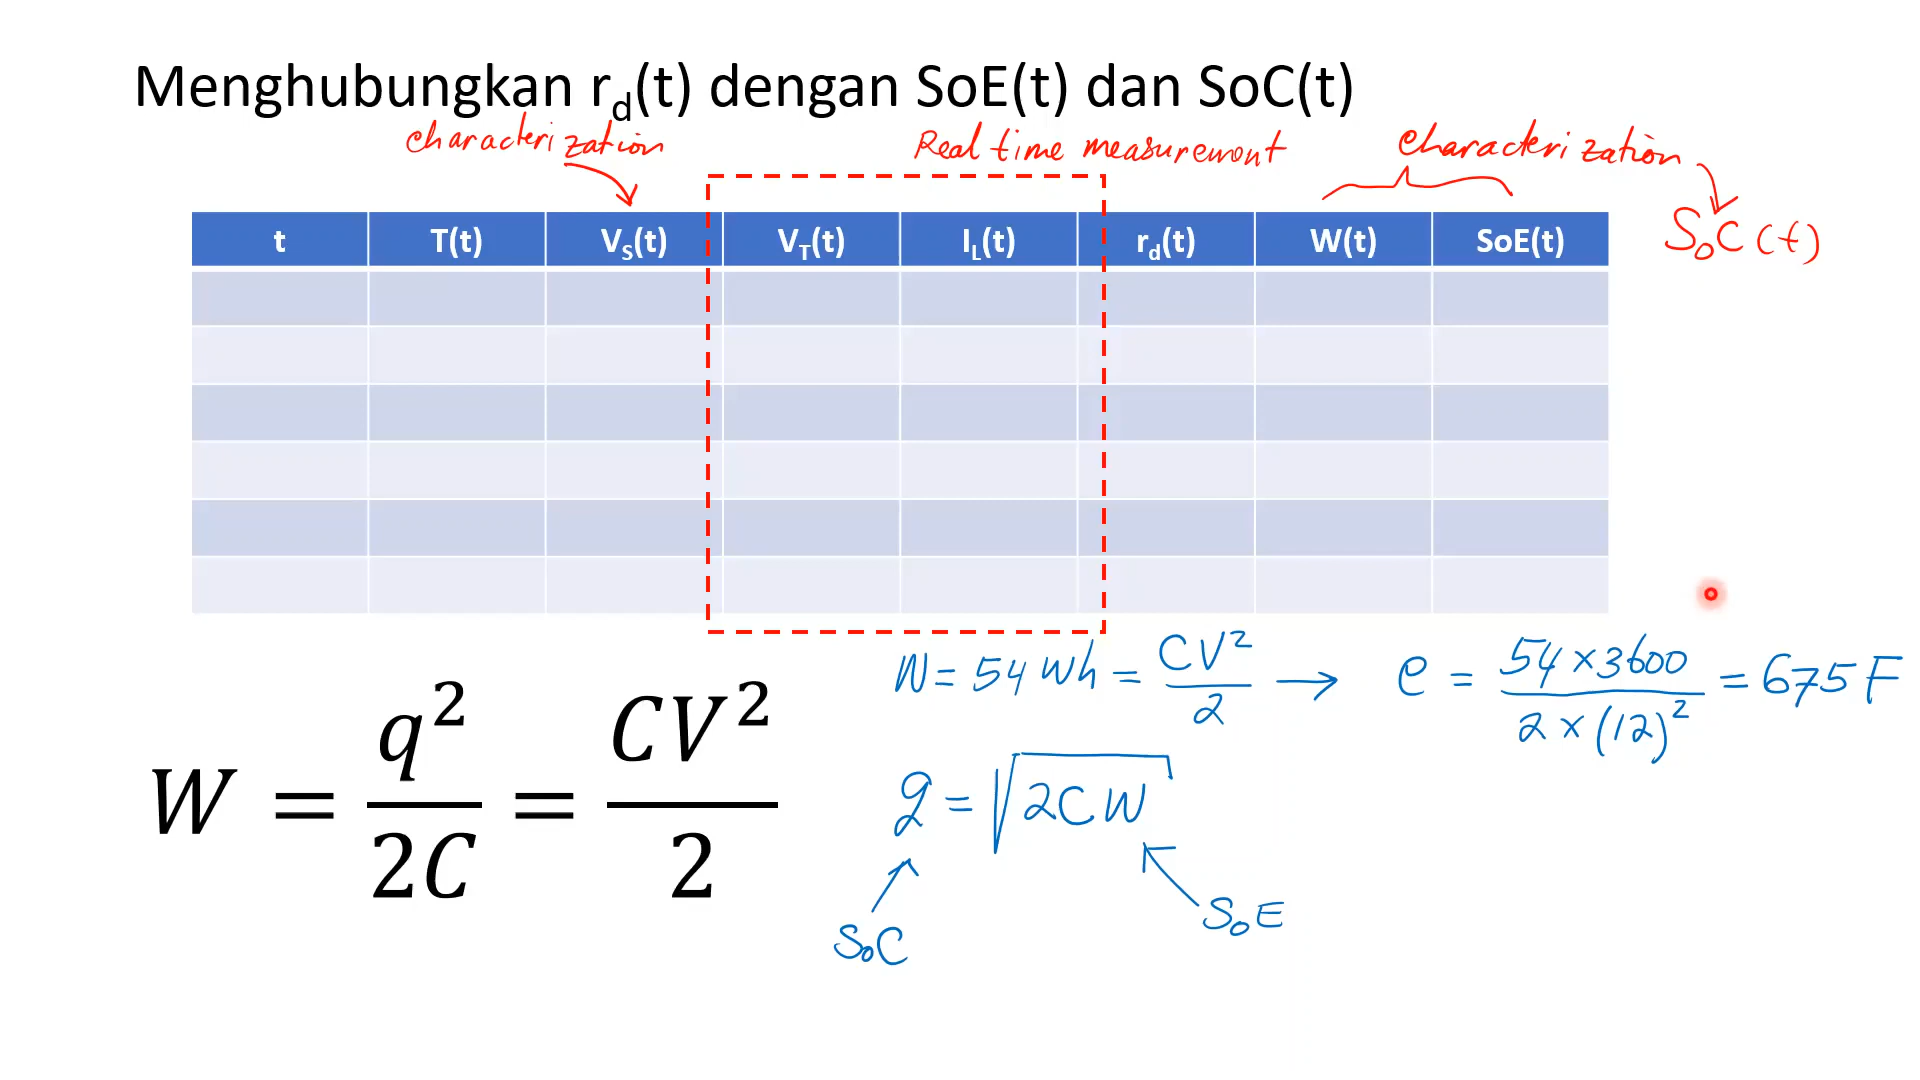 Menghubungkan r_d(t) dengan SoE(t) dan SoC(t)
characterization
Real time measurement
characterization
SoC(t)
t T(t) V_S(t) V_T(t) I_L(t) r_d(t) W(t) SoE(t)
W = 54 Wh = CV²/2 → C = 54 × 3600 / 2 × (12)² = 675 F
W = q²/2C = CV²/2
q = √2CW
SoC
SoE